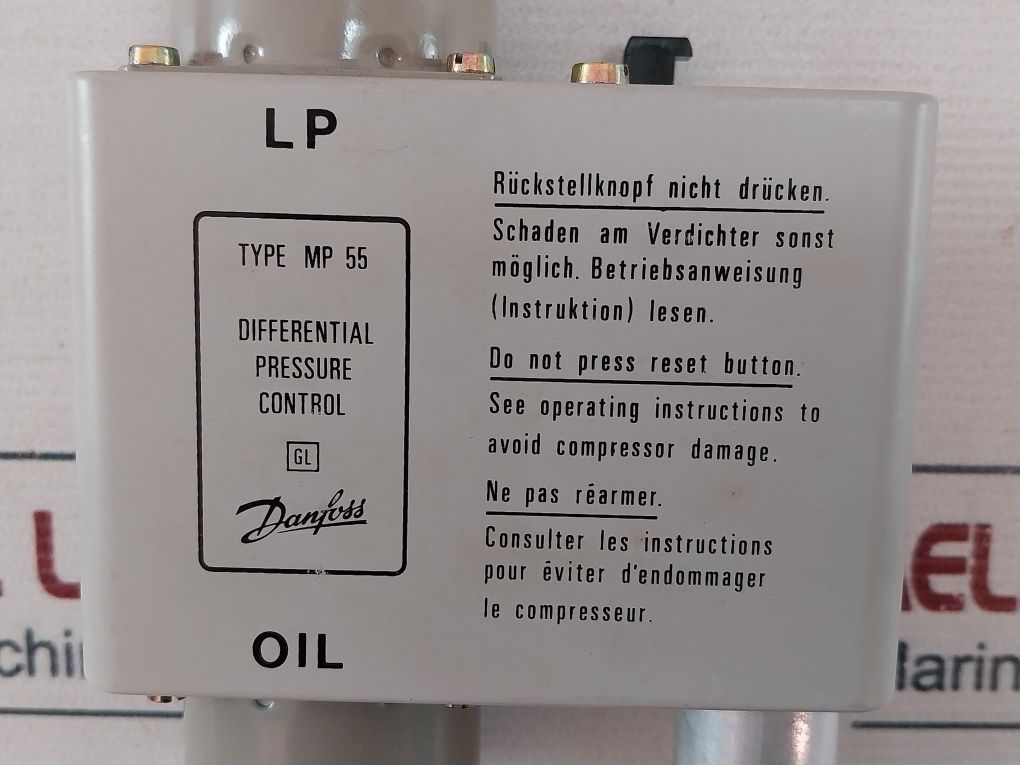 LP
TYPE MP 55
DIFFERENTIAL
PRESSURE
CONTROL
GL
Danfoss
OIL
Rückstellknopf nicht drücken.
Schaden am Verdichter sonst
möglich. Betriebsanweisung
(Instruktion) lesen.
Do not press reset button.
See operating instructions to
avoid compressor damage.
Ne pas réarmer.
Consulter les instructions
pour éviter d'endommager
le compresseur.